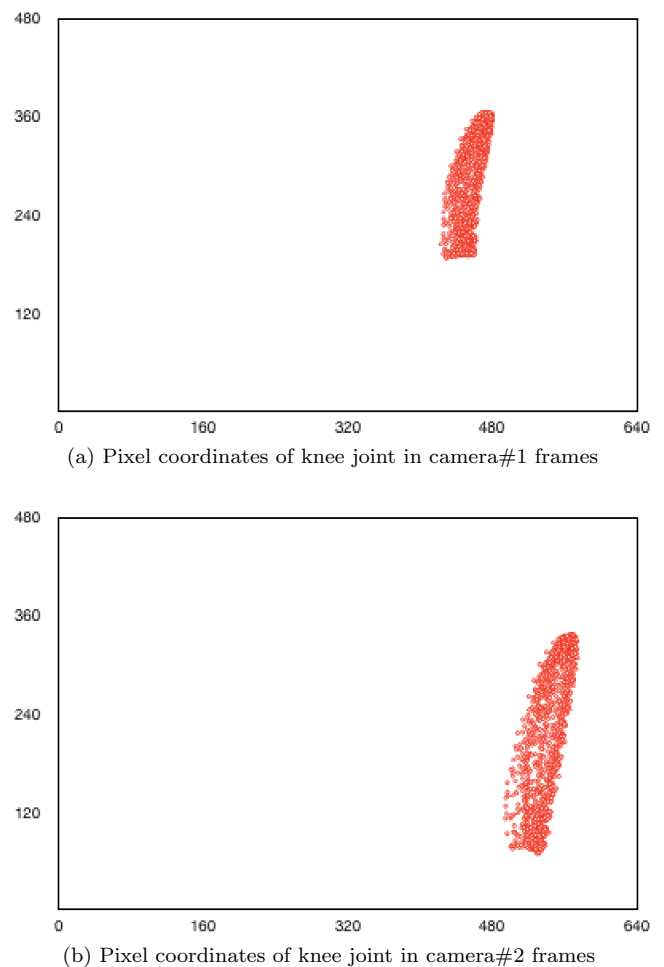 480
360
240
120
0 160 320 480 640
(a) Pixel coordinates of knee joint in camera#1 frames
480
360
240
120
0 160 320 480 640
(b) Pixel coordinates of knee joint in camera#2 frames